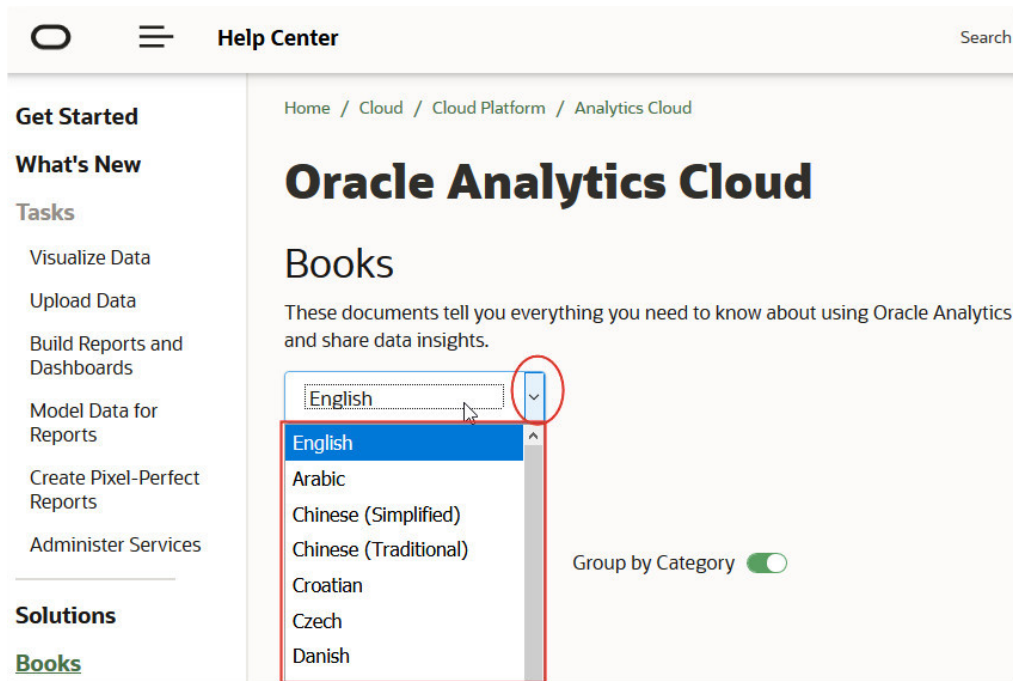 Help Center
Search
Get Started
What's New
Tasks
Visualize Data
Upload Data
Build Reports and
Dashboards
Model Data for
Reports
Create Pixel-Perfect
Reports
Administer Services
Solutions
Books
Home / Cloud / Cloud Platform / Analytics Cloud
Oracle Analytics Cloud
Books
These documents tell you everything you need to know about using Oracle Analytics
and share data insights.
English
English
Arabic
Chinese (Simplified)
Chinese (Traditional)
Croatian
Czech
Danish
Group by Category